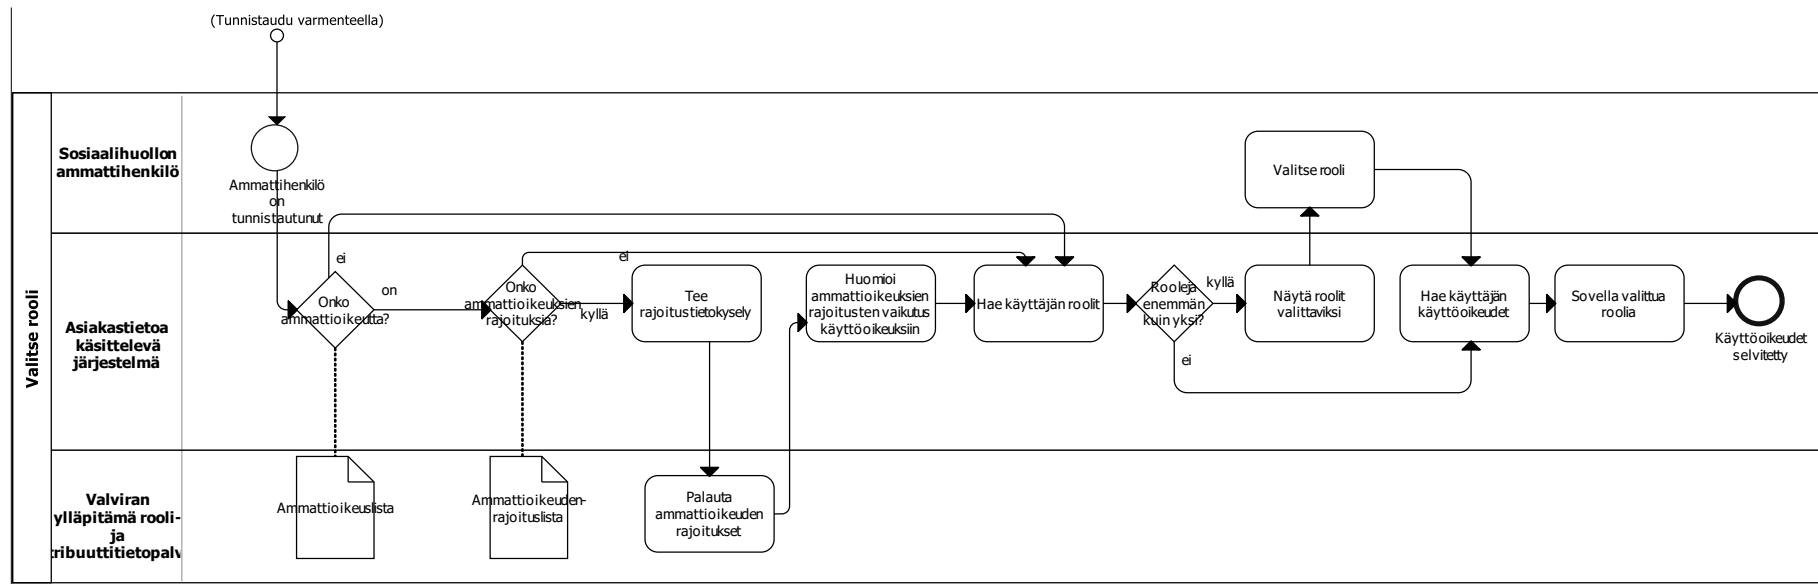 (Tunnistaudu varmenteella)
Valitse rooli
Sosiaalihuollon
ammattihenkilö
Ammattihenkilö
on
tunnistautunut
Valitse rooli
Asiakastietoa
käsittelevä
järjestelmä
ei
Onko
ammattioikeutta?
on
Onko
ammattioikeuksien
rajoituksia?
ei
kyllä
Tee
rajoitustietokysely
Huomioi
ammattioikeuksien
rajoitusten vaikutus
käyttöoikeuksiin
Hae käyttäjän roolit
Rooleja
enemmän
kuin yksi?
kyllä
ei
Näytä roolit
valittaviksi
Hae käyttäjän
käyttöoikeudet
Sovella valittua
roolia
Käyttöoikeudet
selvitetty
Valviran
ylläpitämä rooli-
ja
tribuuttitietopalv
Ammattioikeuslista
Ammattioikeuden-
rajoituslista
Palauta
ammattioikeuden
rajoitukset